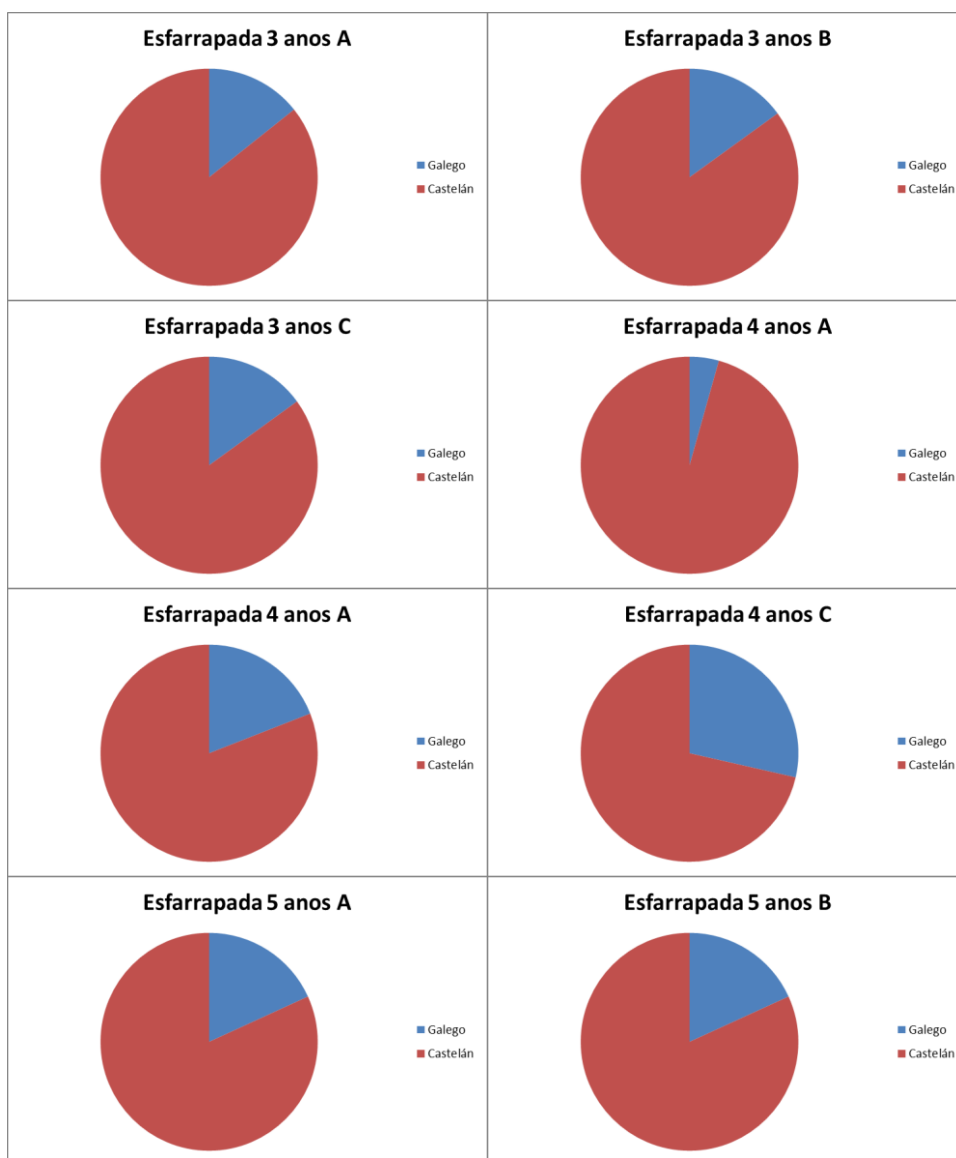 Esfarrapada 3 anos A
Galego
Castelán
Esfarrapada 3 anos B
Galego
Castelán
Esfarrapada 3 anos C
Galego
Castelán
Esfarrapada 4 anos A
Galego
Castelán
Esfarrapada 4 anos A
Galego
Castelán
Esfarrapada 4 anos C
Galego
Castelán
Esfarrapada 5 anos A
Galego
Castelán
Esfarrapada 5 anos B
Galego
Castelán